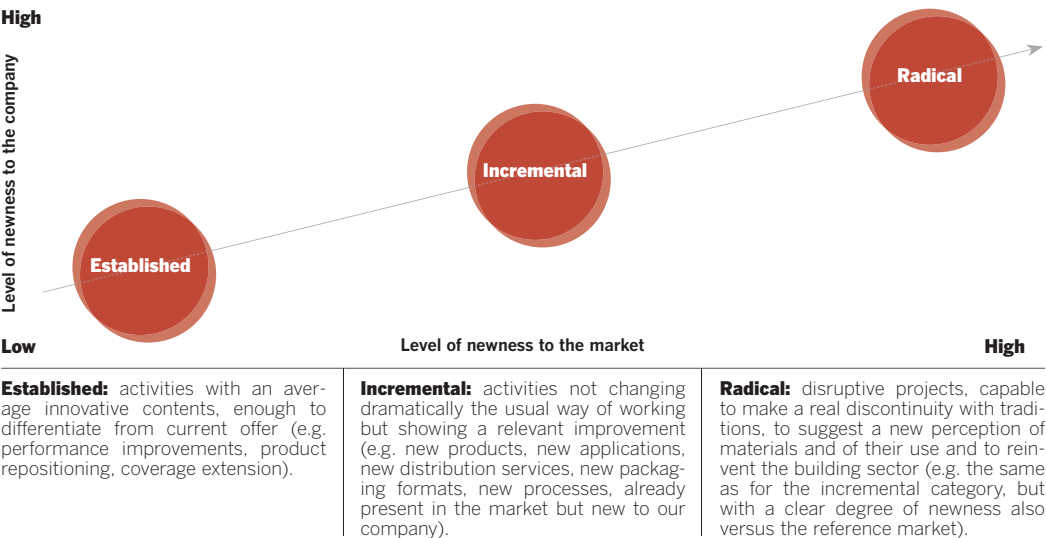 High
Level of newness to the company
Radical
Incremental
Established
Low
Level of newness to the market
High
Established: activities with an aver-
age innovative contents, enough to
differentiate from current offer (e.g.
performance improvements, product
repositioning, coverage extension).
Incremental: activities not changing
dramatically the usual way of working
but showing a relevant improvement
(e.g. new products, new applications,
new distribution services, new packag-
ing formats, new processes, already
present in the market but new to our
company).
Radical: disruptive projects, capable
to make a real discontinuity with tradi-
tions, to suggest a new perception of
materials and of their use and to rein-
vent the building sector (e.g. the same
as for the incremental category, but
with a clear degree of newness also
versus the reference market).